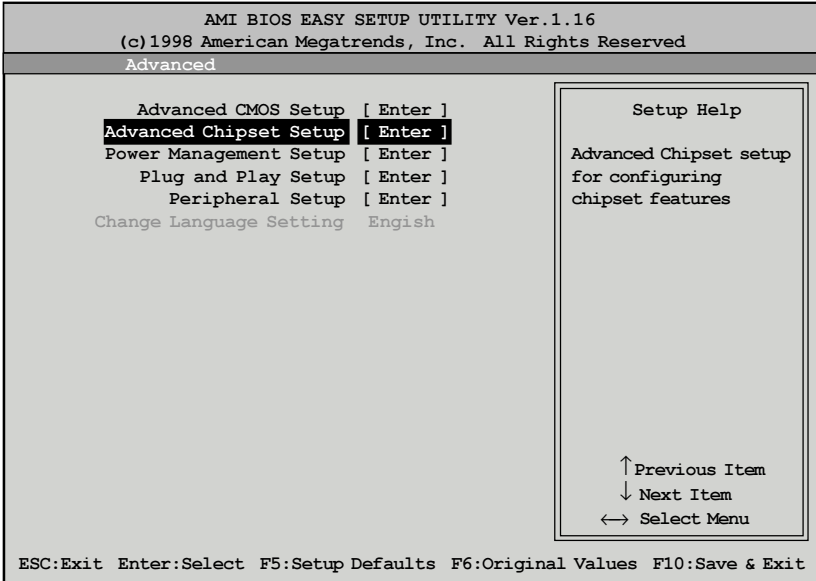 AMI BIOS EASY SETUP UTILITY Ver.1.16
(c)1998 American Megatrends, Inc. All Rights Reserved
Advanced
Advanced CMOS Setup [ Enter ]
Advanced Chipset Setup [ Enter ]
Power Management Setup [ Enter ]
Plug and Play Setup [ Enter ]
Peripheral Setup [ Enter ]
Change Language Setting Engish
Setup Help
Advanced Chipset setup
for configuring
chipset features
↑Previous Item
↓ Next Item
↔ Select Menu
ESC:Exit Enter:Select F5:Setup Defaults F6:Original Values F10:Save & Exit